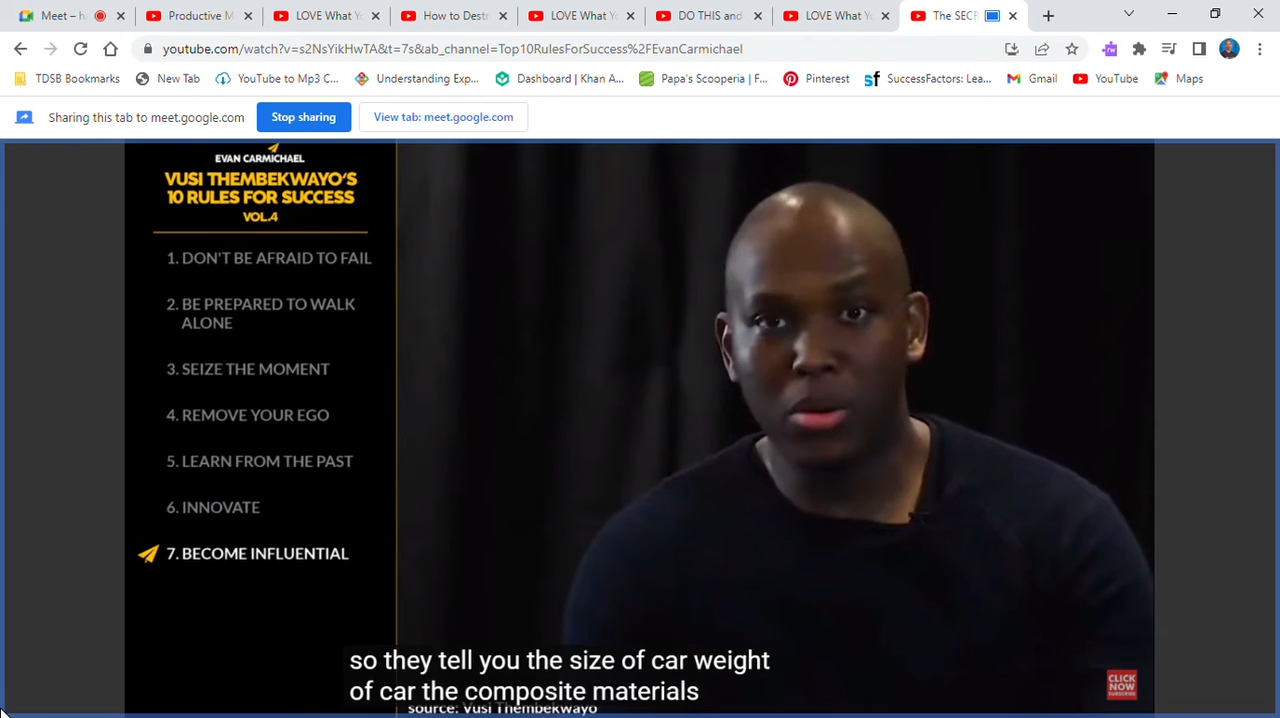 Meet – ha
Productive M
LOVE What Yo
How to Destr
LOVE What Yo
DO THIS and
LOVE What Yo
The SECR
youtube.com/watch?v=s2NsYikHwTA&t=7s&ab_channel=Top10RulesForSuccess%2FEvanCarmichael
TDSB Bookmarks
New Tab
YouTube to Mp3 C...
Understanding Exp...
Dashboard | Khan A...
Papa's Scooperia | F...
Pinterest
SuccessFactors: Lea...
Gmail
YouTube
Maps
Sharing this tab to meet.google.com
Stop sharing
View tab: meet.google.com
EVAN CARMICHAEL
VUSI THEMBEKWAYO'S
10 RULES FOR SUCCESS
VOL.4
1. DON'T BE AFRAID TO FAIL
2. BE PREPARED TO WALK
ALONE
3. SEIZE THE MOMENT
4. REMOVE YOUR EGO
5. LEARN FROM THE PAST
6. INNOVATE
7. BECOME INFLUENTIAL
so they tell you the size of car weight
of car the composite materials
source: Vusi Thembekwayo
CLICK
NOW
SUBSCRIBE